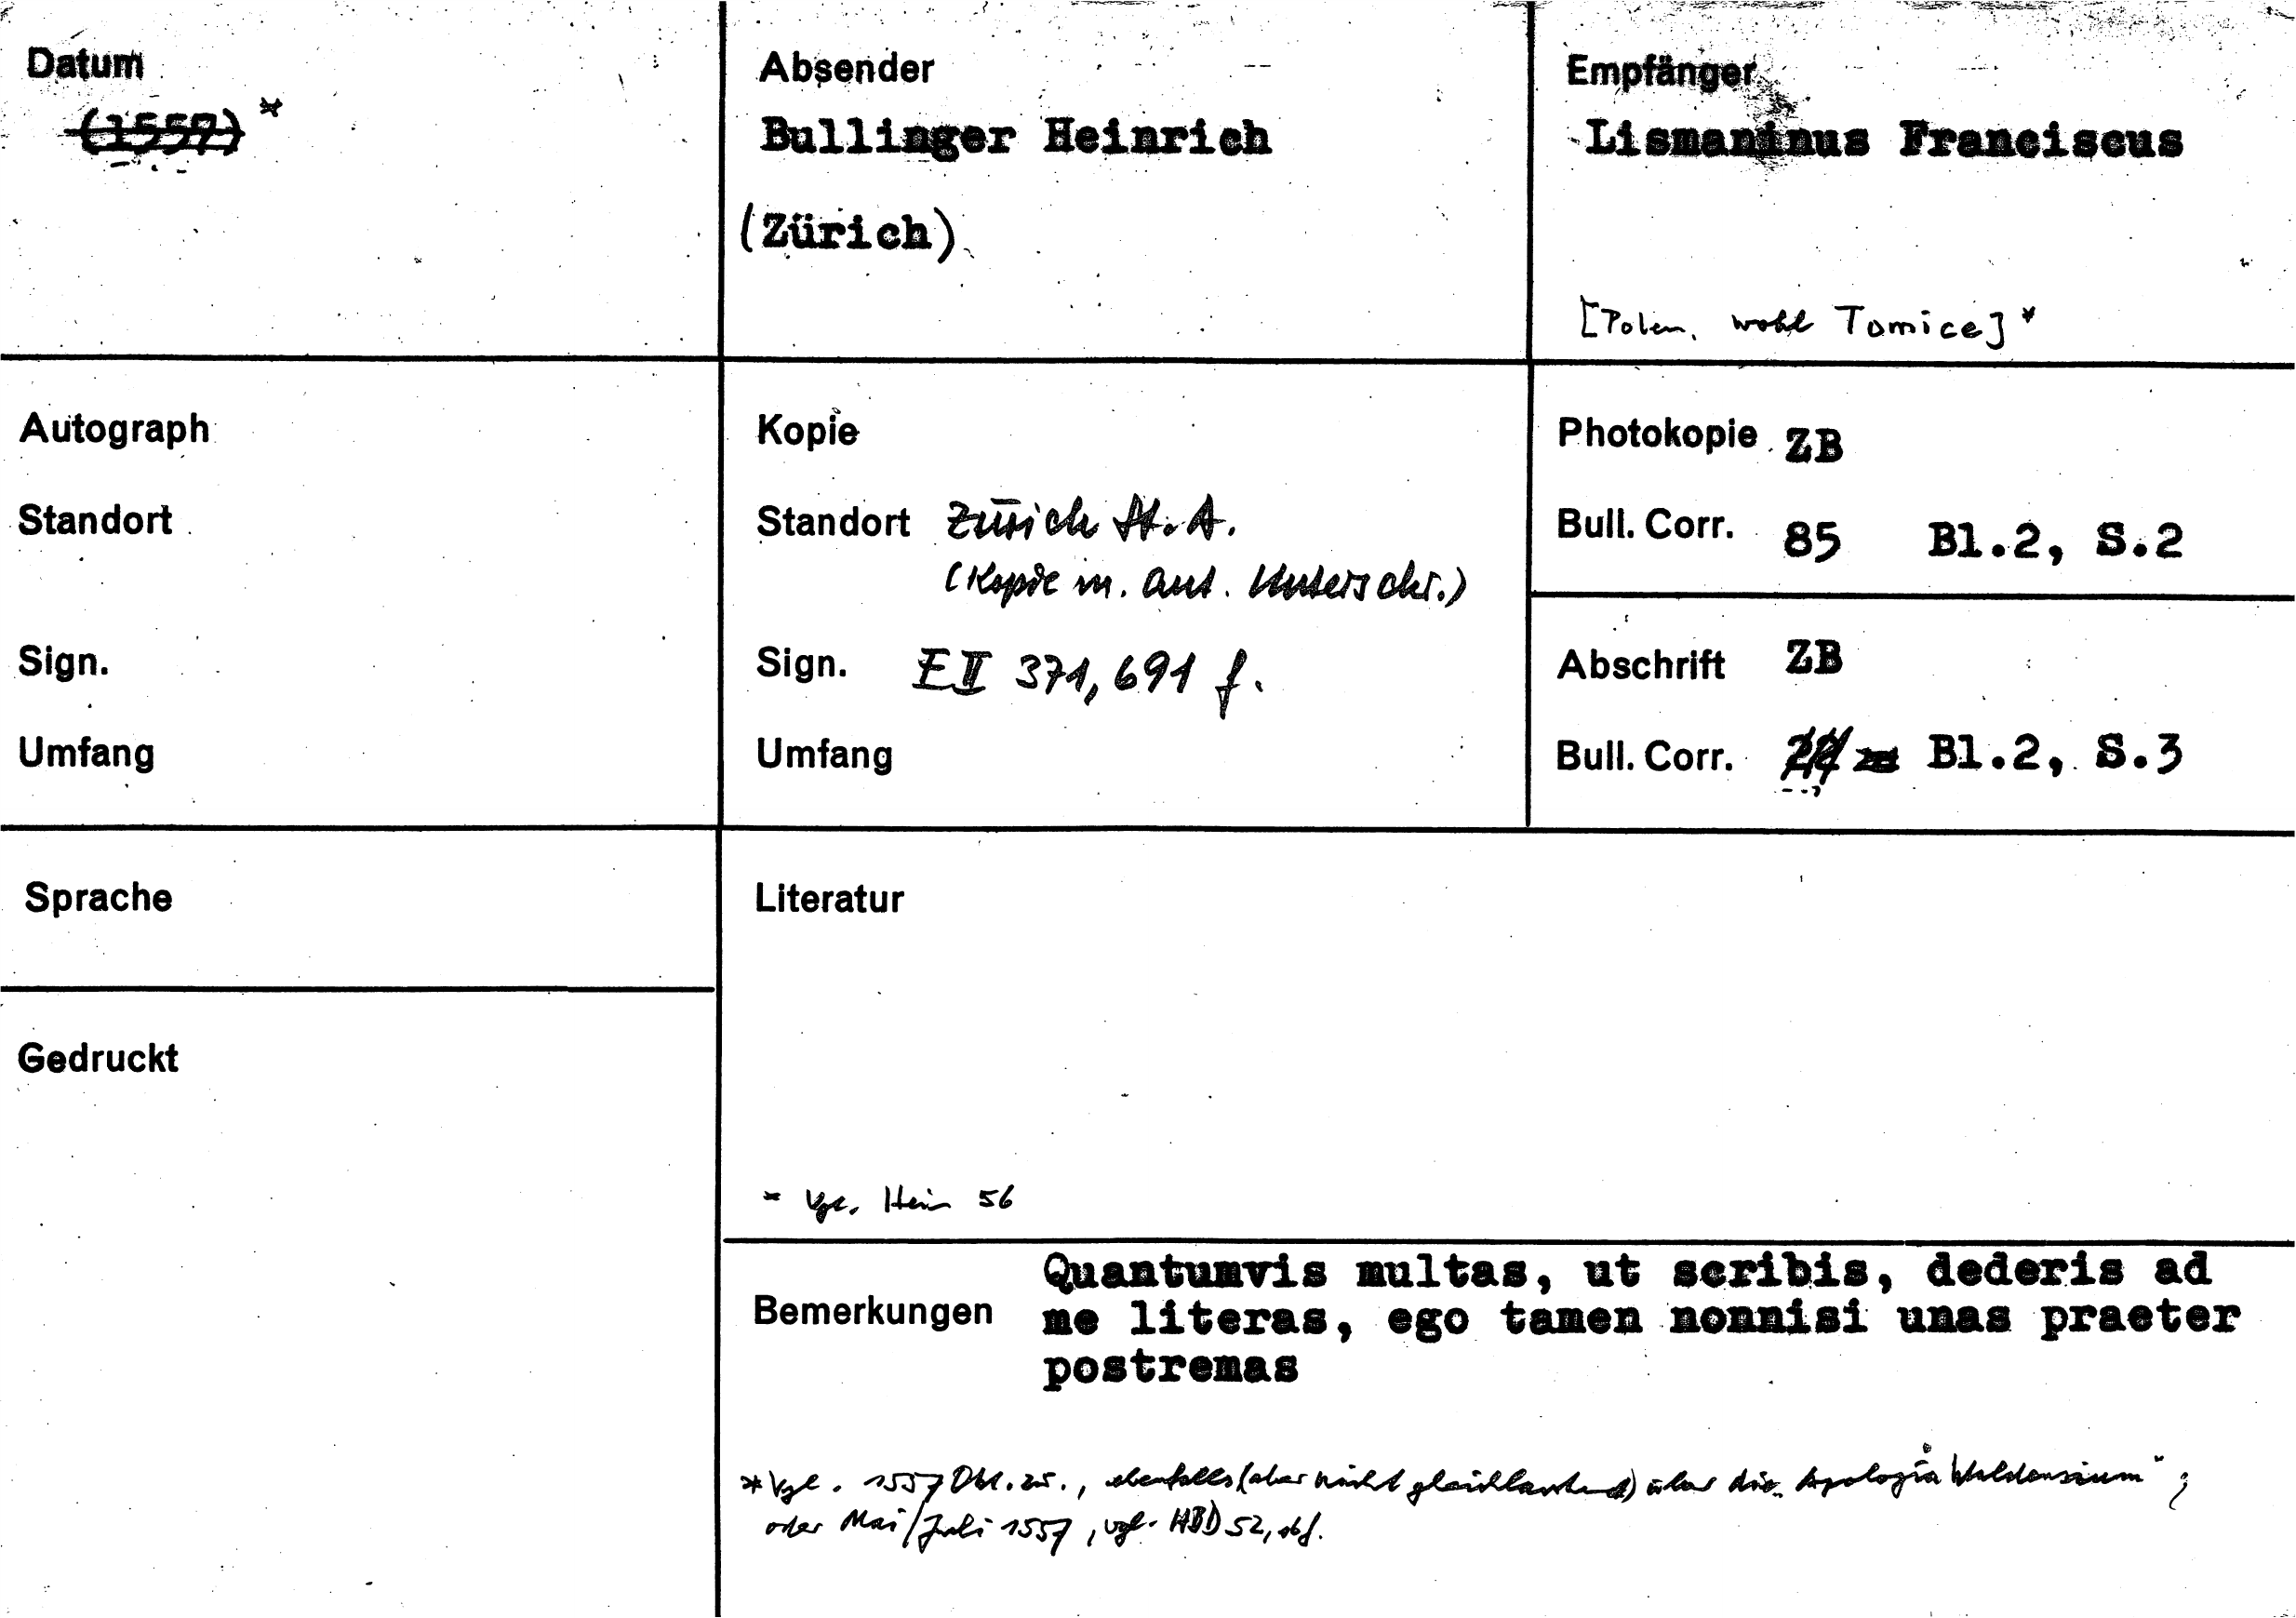 Datum
(1557) *
Absender
Bullinger Heinrich
(Zürich)
Empfänger
Lismaninus Franciscus
[Polen, wohl Tomice] *
Autograph
Standort
Sign.
Umfang
Kopie
Standort Zürich St.A.
(Kopie m. aut. Unterschr.)
Sign. E II 371, 691 f.
Umfang
Photokopie ZB
Bull. Corr. 85 Bl.2, S.2
Abschrift ZB
Bull. Corr. Bl.2, S.3
Sprache
Gedruckt
Literatur
* Vgl. Hein 56
Bemerkungen
Quantumvis multas, ut scribis, dederis ad
me literas, ego tamen nonnisi unas praeter
postremas
* Vgl. 1557 Okt. 25., ebenfalls (aber nicht gleichlautend) über die Apologia Waldensium" ;
oder Mai/Juli 1557, vgl. HBD 52,